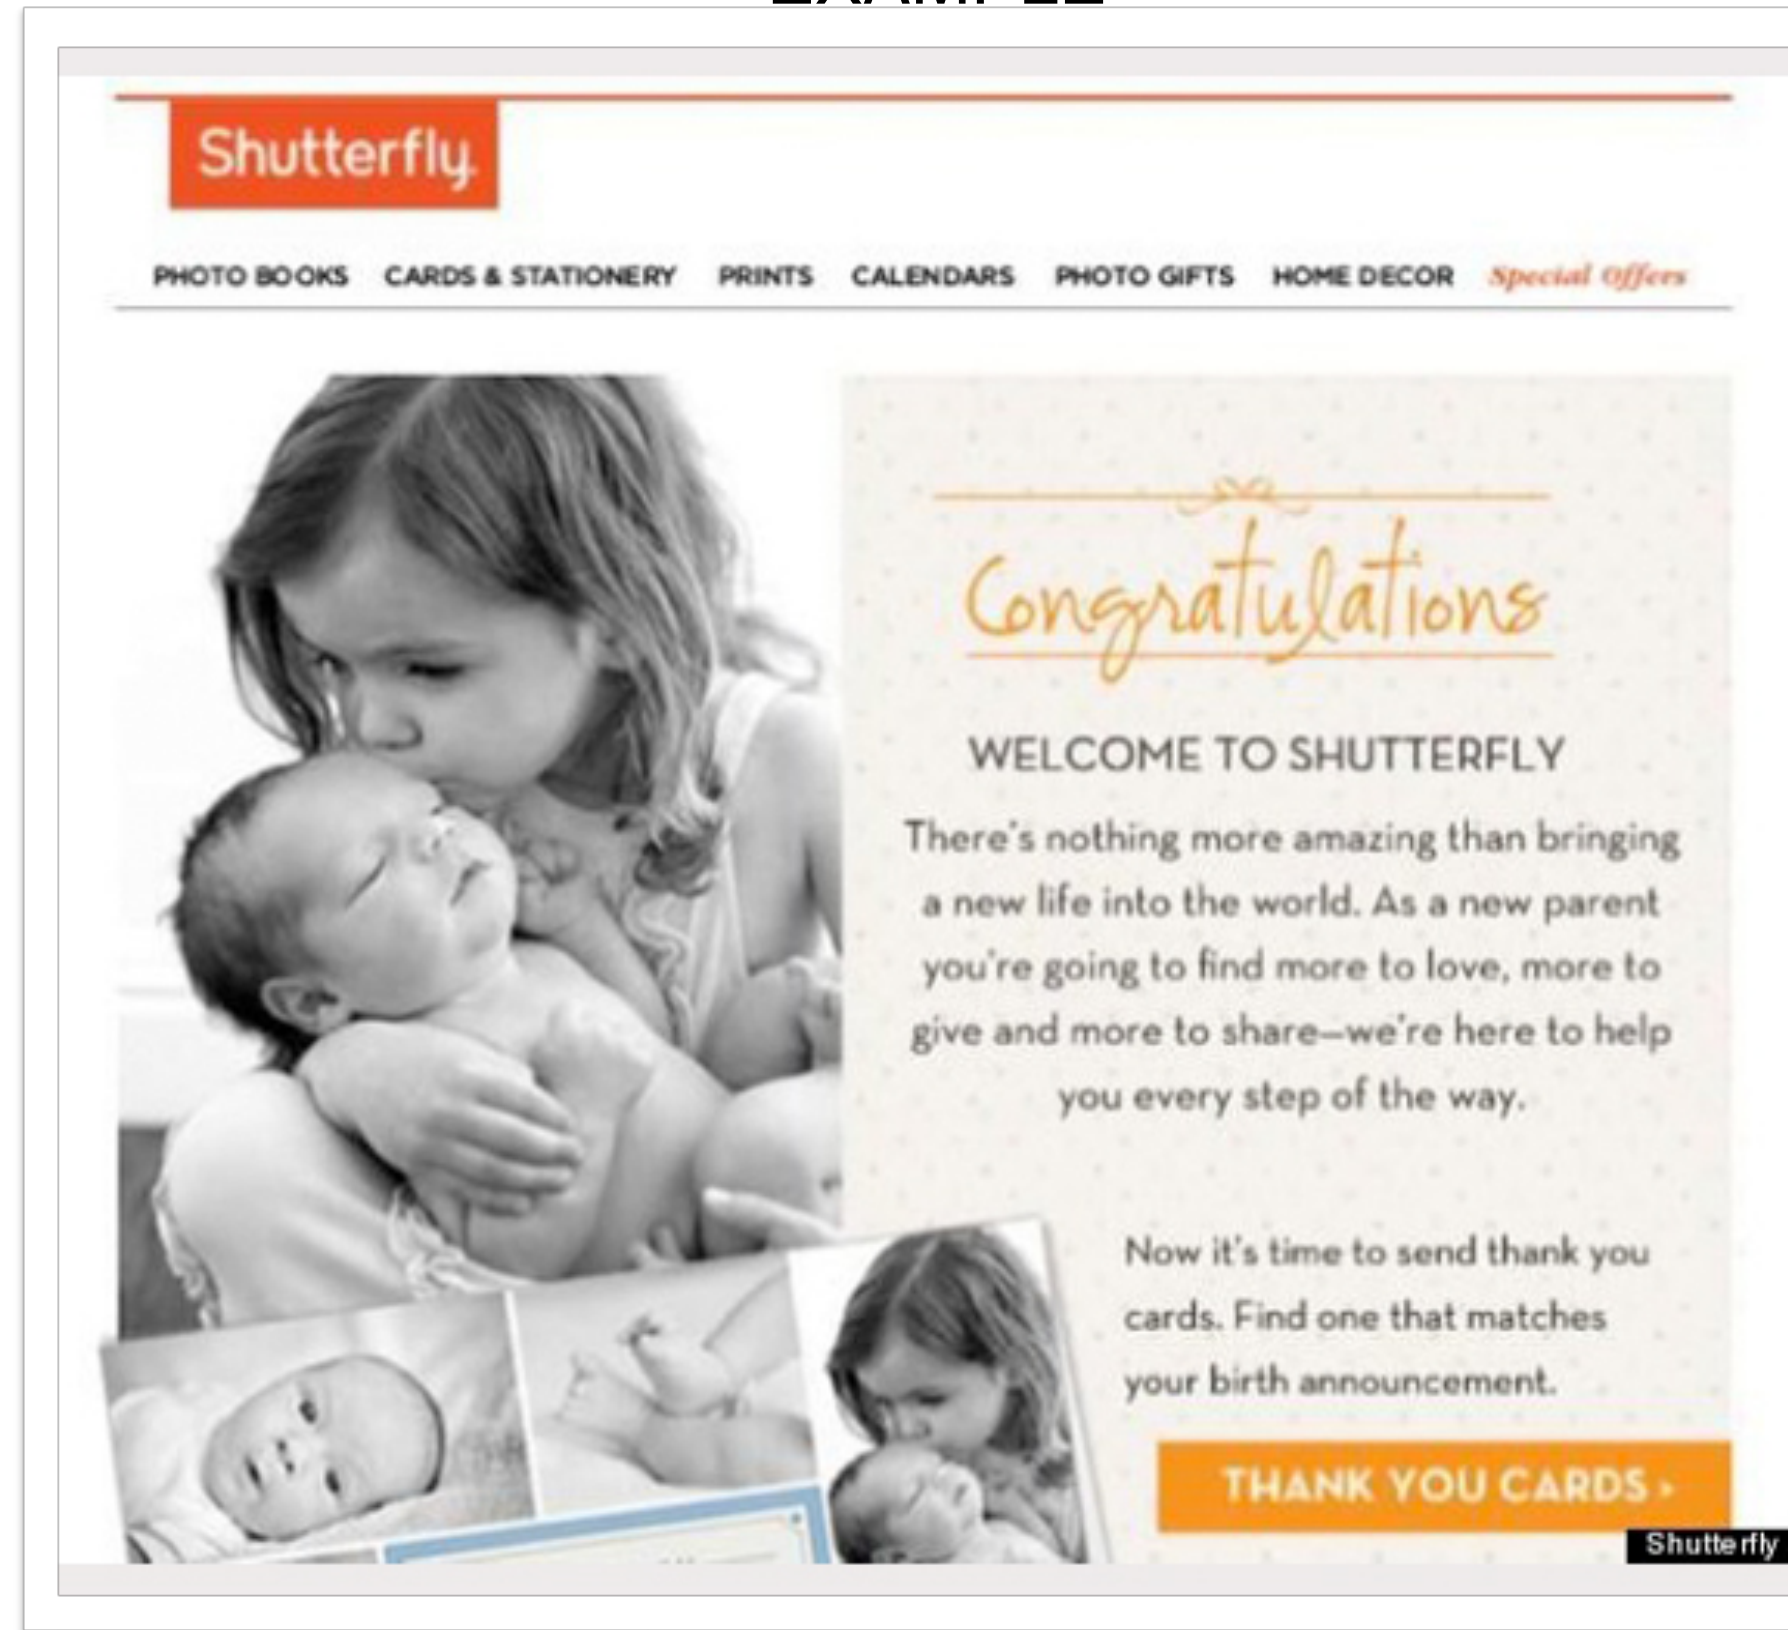 EXAMPLE
Shutterfly.
PHOTO BOOKS CARDS & STATIONERY PRINTS CALENDARS PHOTO GIFTS HOME DECOR Special Offers
Congratulations
WELCOME TO SHUTTERFLY
There's nothing more amazing than bringing
a new life into the world. As a new parent
you're going to find more to love, more to
give and more to share—we're here to help
you every step of the way.
Now it's time to send thank you
cards. Find one that matches
your birth announcement.
THANK YOU CARDS >
Shutterfly